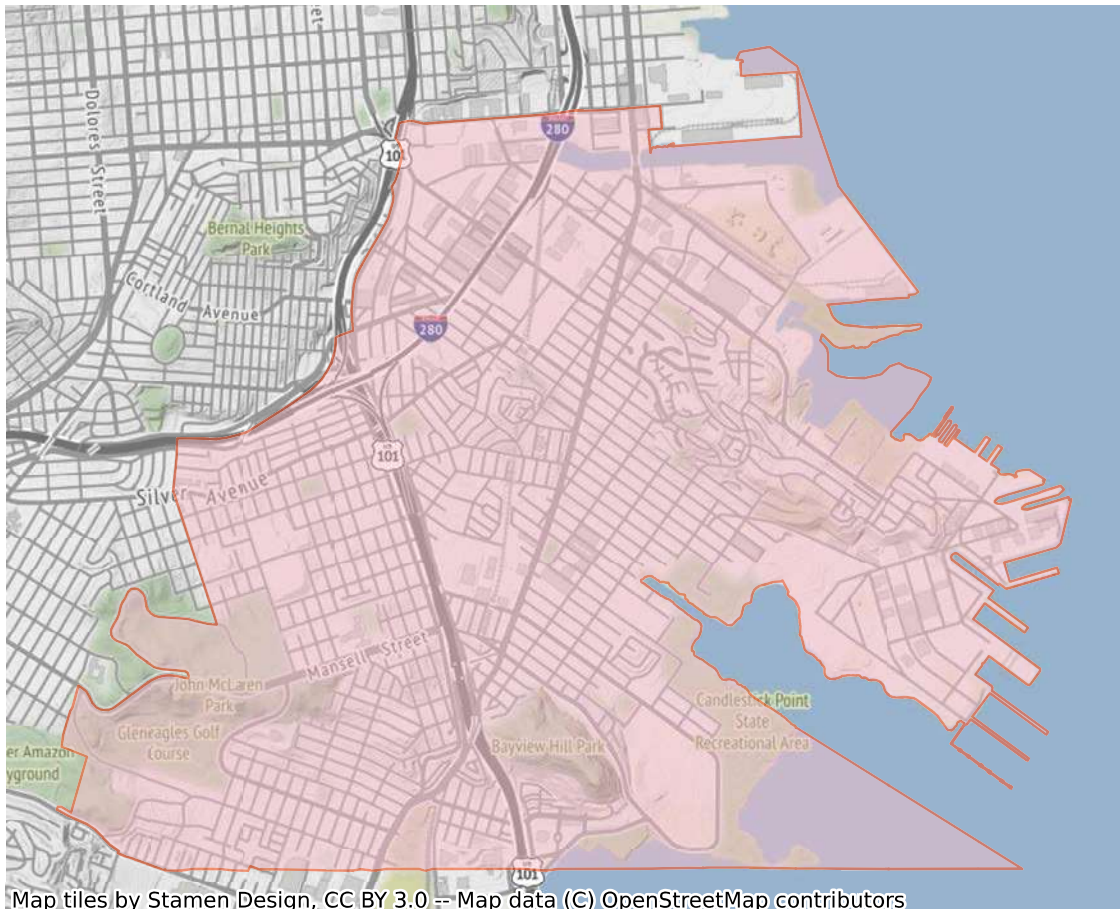 et
Dolores Street
280
101
Bernal Heights
Park
Cortland Avenue
280
101
Silver Avenue
Mansell Street
John McLaren
Park
Candlestick Point
State
Recreational Area
Gleneagles Golf
Course
Bayview Hill Park
er Amazon
yground
101
Map tiles by Stamen Design, CC BY 3.0 -- Map data (C) OpenStreetMap contributors